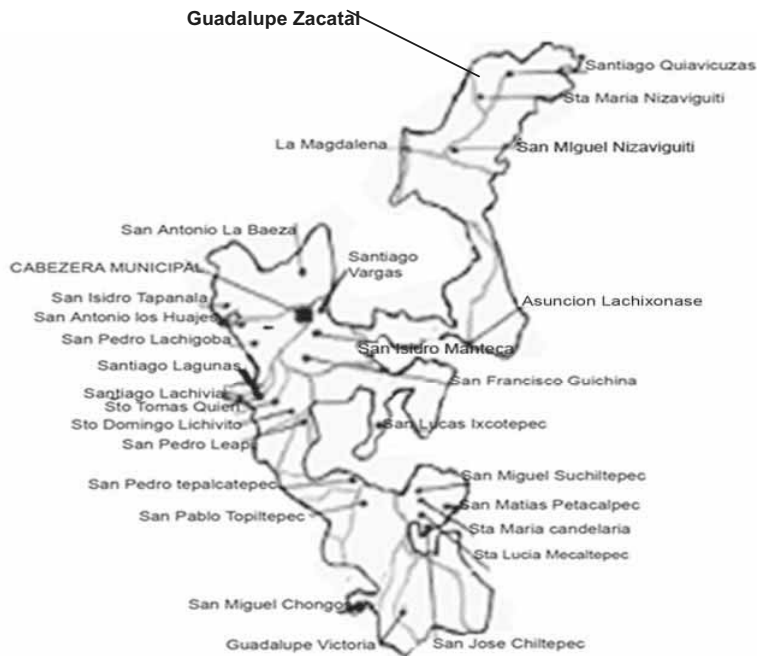 Guadalupe Zacatal
Santiago Quiavicuzas
Sta Maria Nizaviguiti
La Magdalena
San MIguel Nizaviguiti
San Antonio La Baeza
Santiago
Vargas
CABEZERA MUNICIPAL
San Isidro Tapanala
Asuncion Lachixonase
San Antonio los Huajes
San Pedro Lachigoba
San Isidro Manteca
Santiago Lagunas
San Francisco Guichina
Santiago Lachivia
Sto Tomas Quieri
Sto Domingo Lichivito
San Lucas Ixcotepec
San Pedro Leapi
San Miguel Suchiltepec
San Pedro tepalcatepec
San Matias Petacalpec
San Pablo Topiltepec
Sta Maria candelaria
Sta Lucia Mecaltepec
San Miguel Chongo
Guadalupe Victoria
San Jose Chiltepec